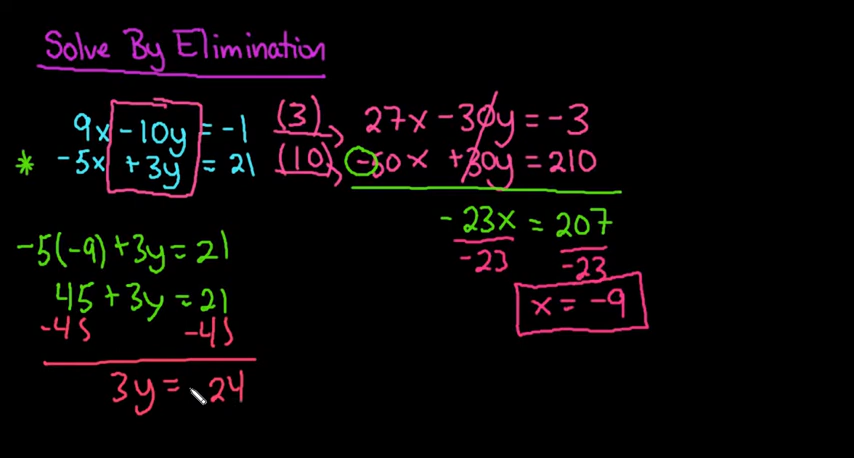 Solve By Elimination
9x -10y = -1 (3) 27x -30y = -3
* -5x +3y = 21 (10) -50x +30y = 210
-23x = 207
-23 -23
x = -9
-5(-9) +3y = 21
45 +3y = 21
-45 -45
3y = 24